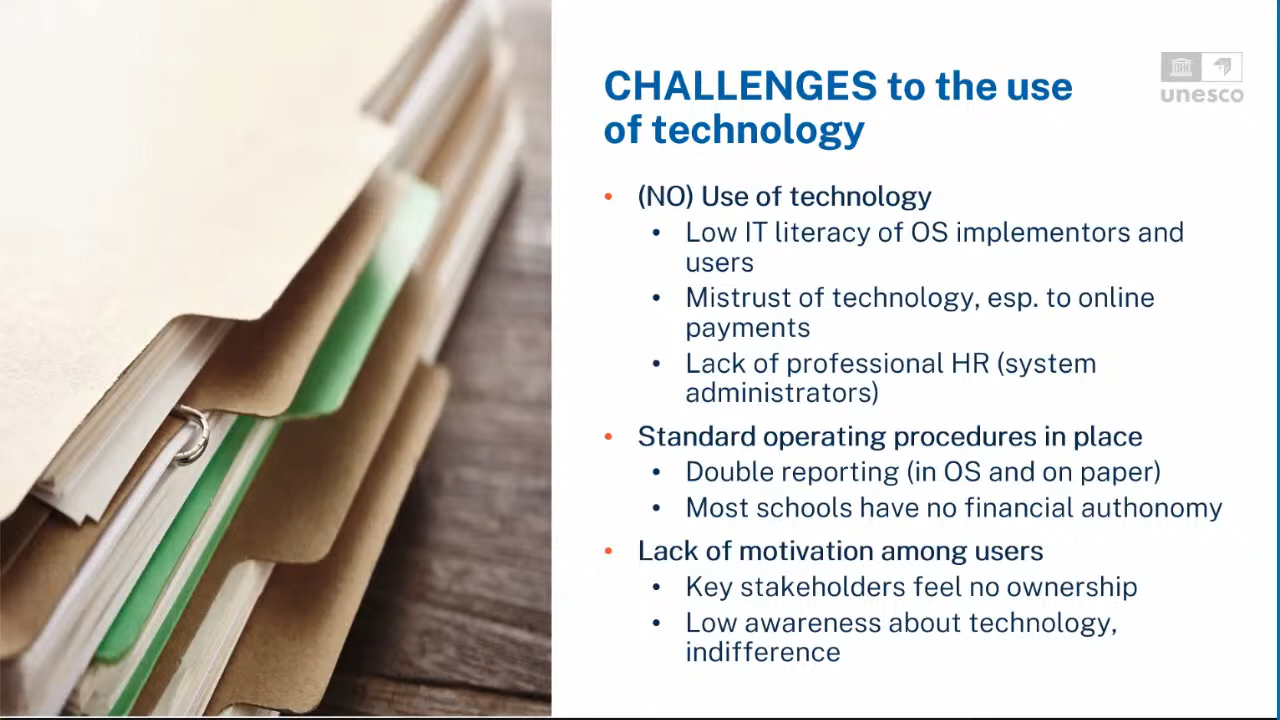 CHALLENGES to the use
of technology
unesco
• (NO) Use of technology
• Low IT literacy of OS implementors and
users
• Mistrust of technology, esp. to online
payments
• Lack of professional HR (system
administrators)
• Standard operating procedures in place
• Double reporting (in OS and on paper)
• Most schools have no financial authonomy
• Lack of motivation among users
• Key stakeholders feel no ownership
• Low awareness about technology,
indifference